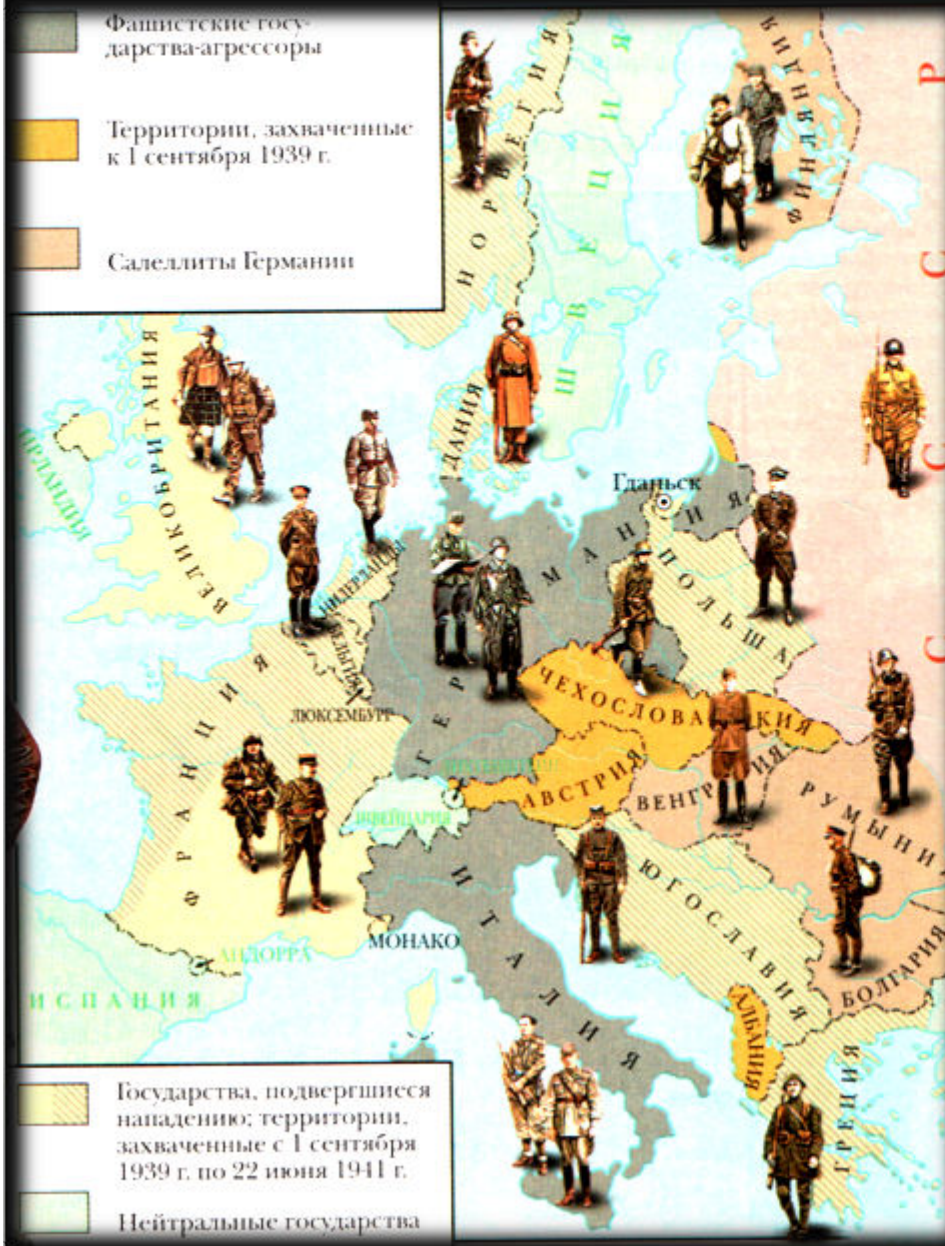 Фашистские госу-
дарства-агрессоры
Территории, захваченные
к 1 сентября 1939 г.
Салеллиты Германии
НОРВЕГИЯ
ШВЕЦИЯ
ФИНЛЯНДИЯ
С С С Р
ИРЛАНДИЯ
ВЕЛИКОБРИТАНИЯ
ДАНИЯ
Гданьск
НИДЕРЛАНДЫ
БЕЛЬГИЯ
ЛЮКСЕМБУРГ
ГЕРМАНИЯ
ПОЛЬША
ЧЕХОСЛОВАКИЯ
ФРАНЦИЯ
ШВЕЙЦАРИЯ
АВСТРИЯ
ВЕНГРИЯ
РУМЫНИ
ИТАЛИЯ
ЮГОСЛАВИЯ
АНДОРРА
МОНАКО
ИСПАНИЯ
БОЛГАРИЯ
АЛБАНИЯ
ГРЕЦИЯ
Государства, подвергшиеся
нападению; территории,
захваченные с 1 сентября
1939 г. по 22 июня 1941 г.
Нейтральные государства